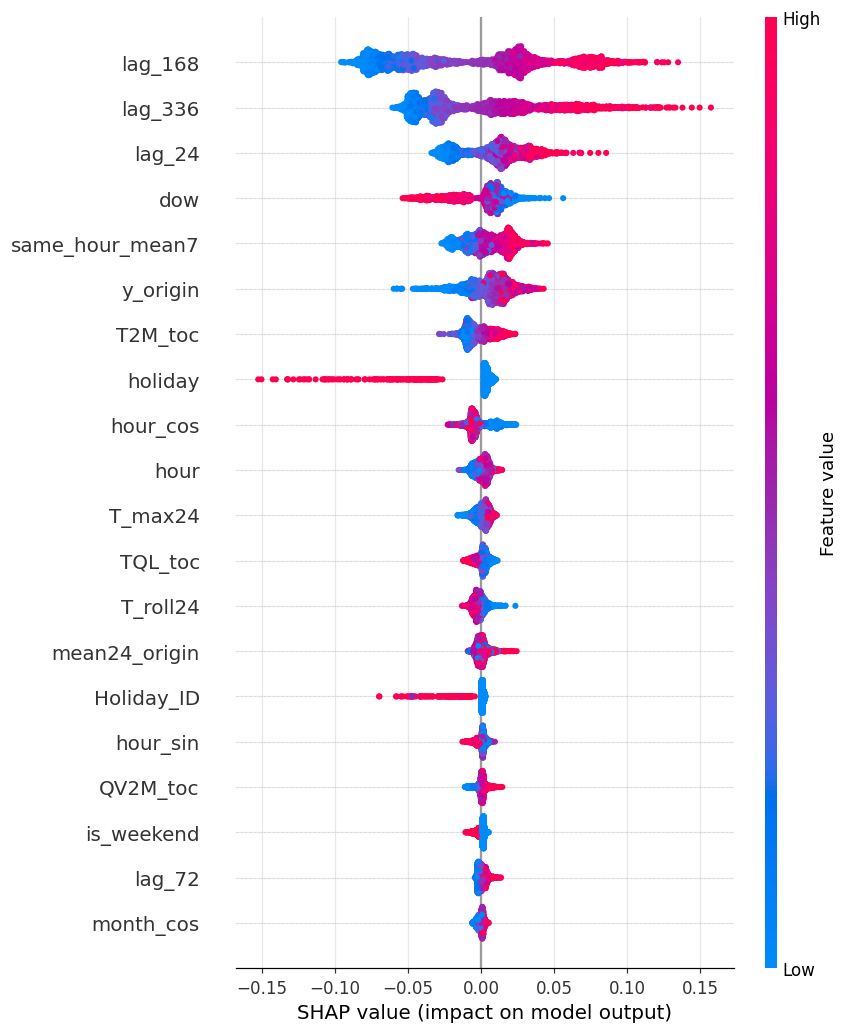 High
lag_168
lag_336
lag_24
dow
same_hour_mean7
y_origin
T2M_toc
holiday
hour_cos
hour
T_max24
TQL_toc
T_roll24
mean24_origin
Holiday_ID
hour_sin
QV2M_toc
is_weekend
lag_72
month_cos
Feature value
Low
−0.15 −0.10 −0.05 0.00 0.05 0.10 0.15
SHAP value (impact on model output)